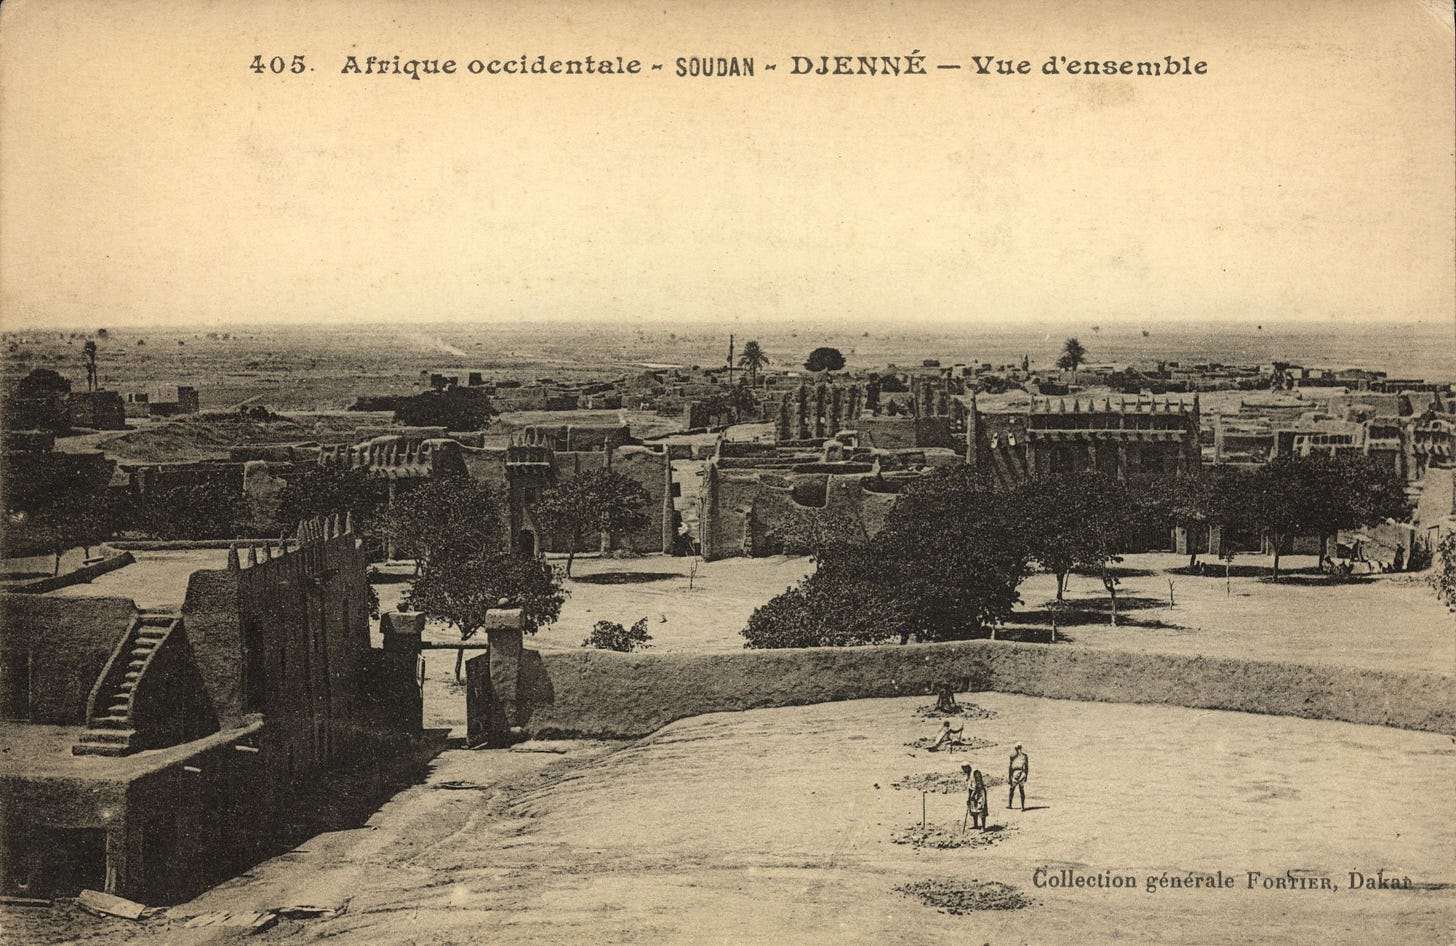 405. Afrique occidentale - SOUDAN - DJENNÉ — Vue d'ensemble
Collection générale FORTIER, Dakar